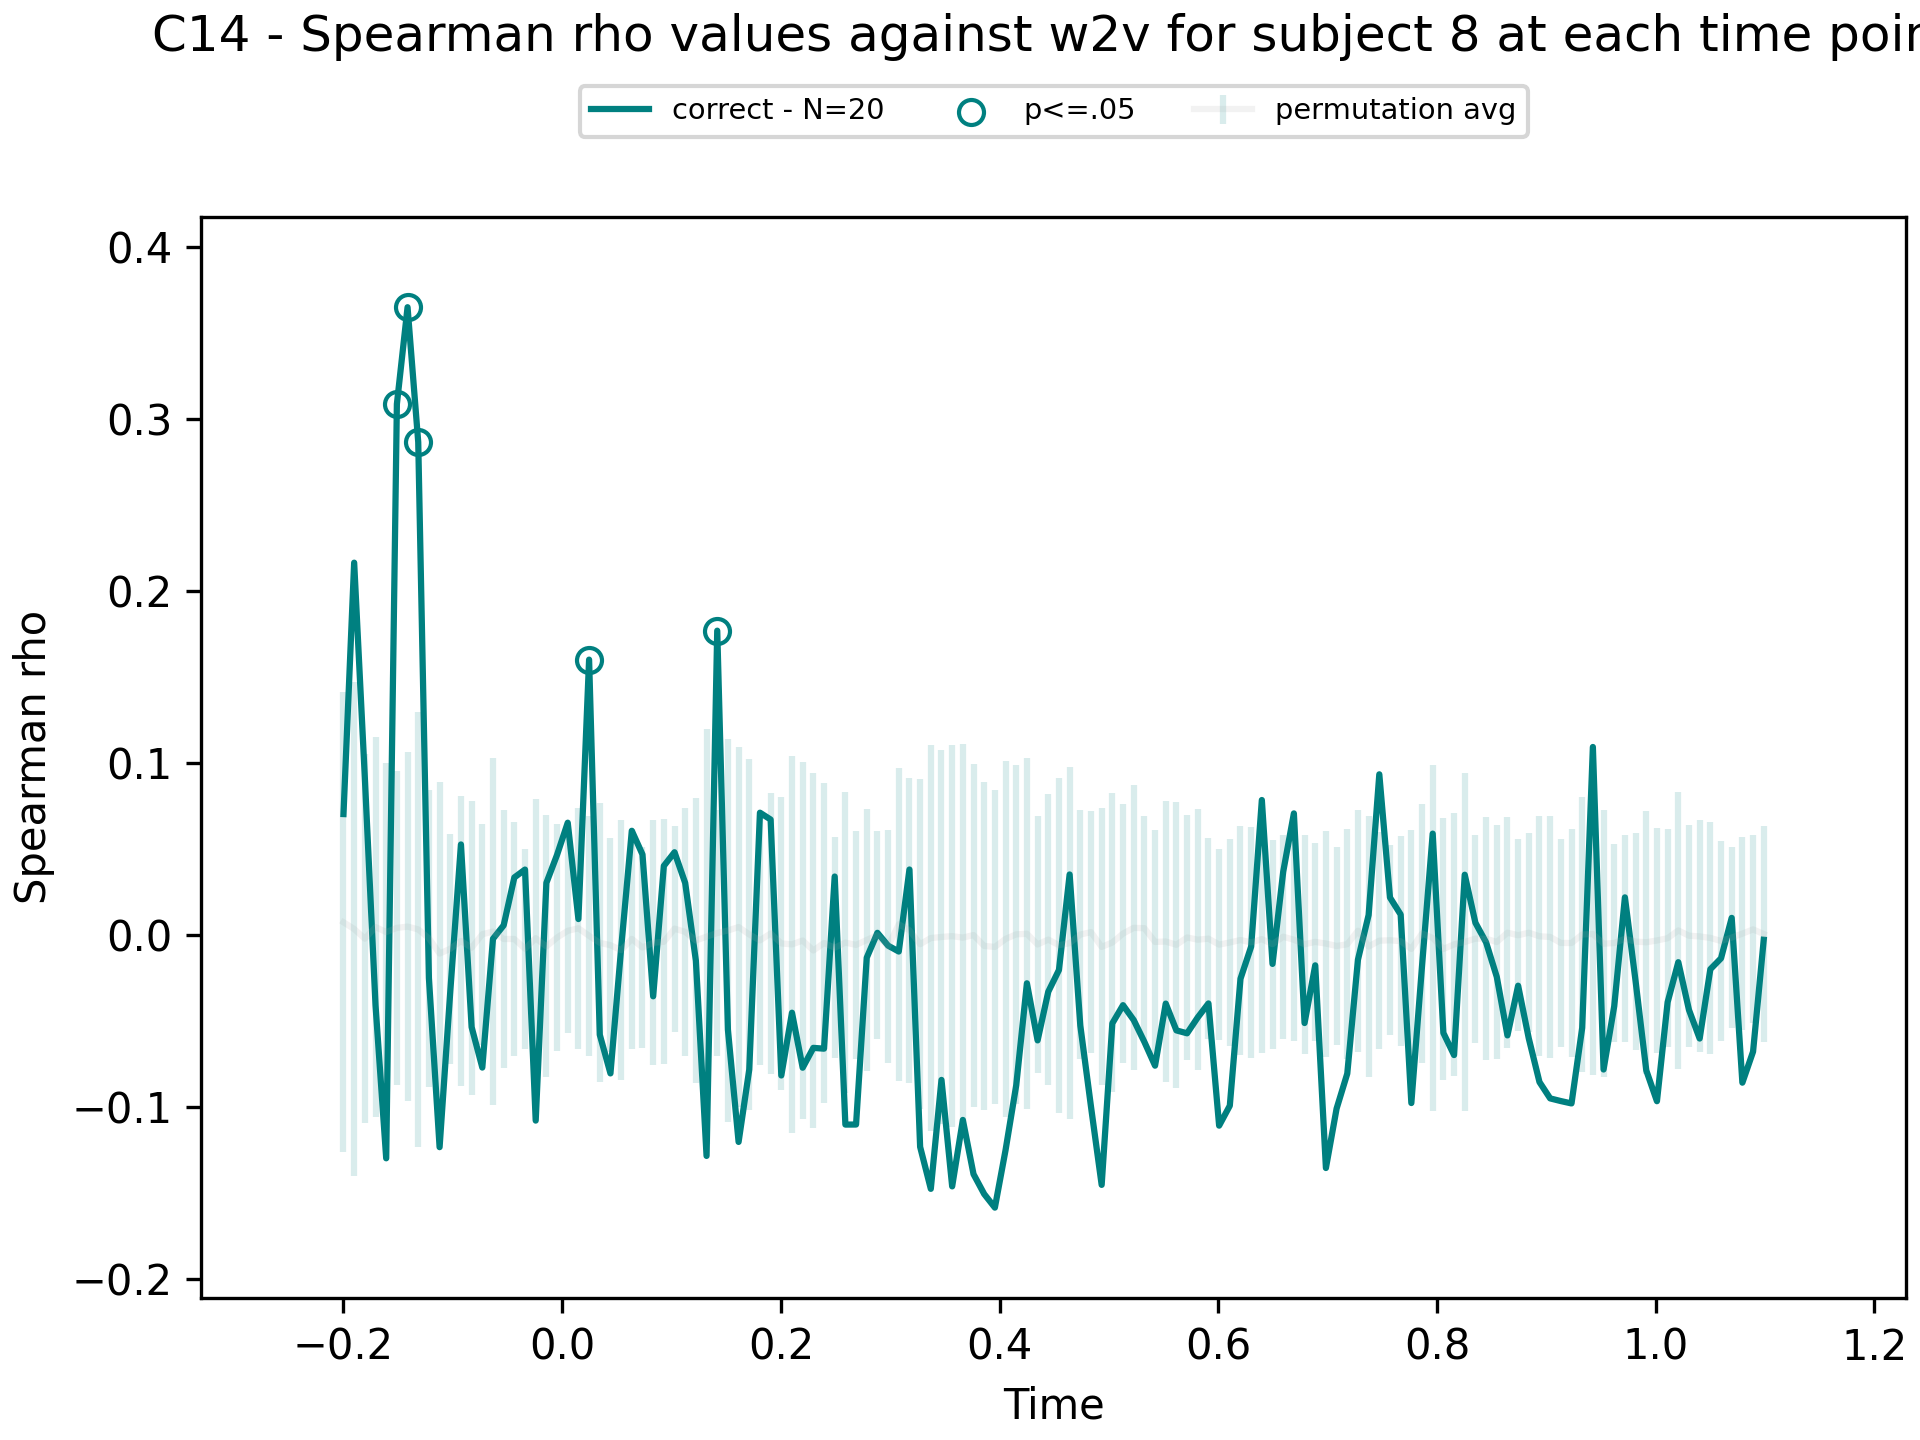 C14 - Spearman rho values against w2v for subject 8 at each time
correct - N=20 p<=.05 permutation avg
Spearman rho
0.4
0.3
0.2
0.1
0.0
−0.1
−0.2
−0.2 0.0 0.2 0.4 0.6 0.8 1.0 1.2
Time